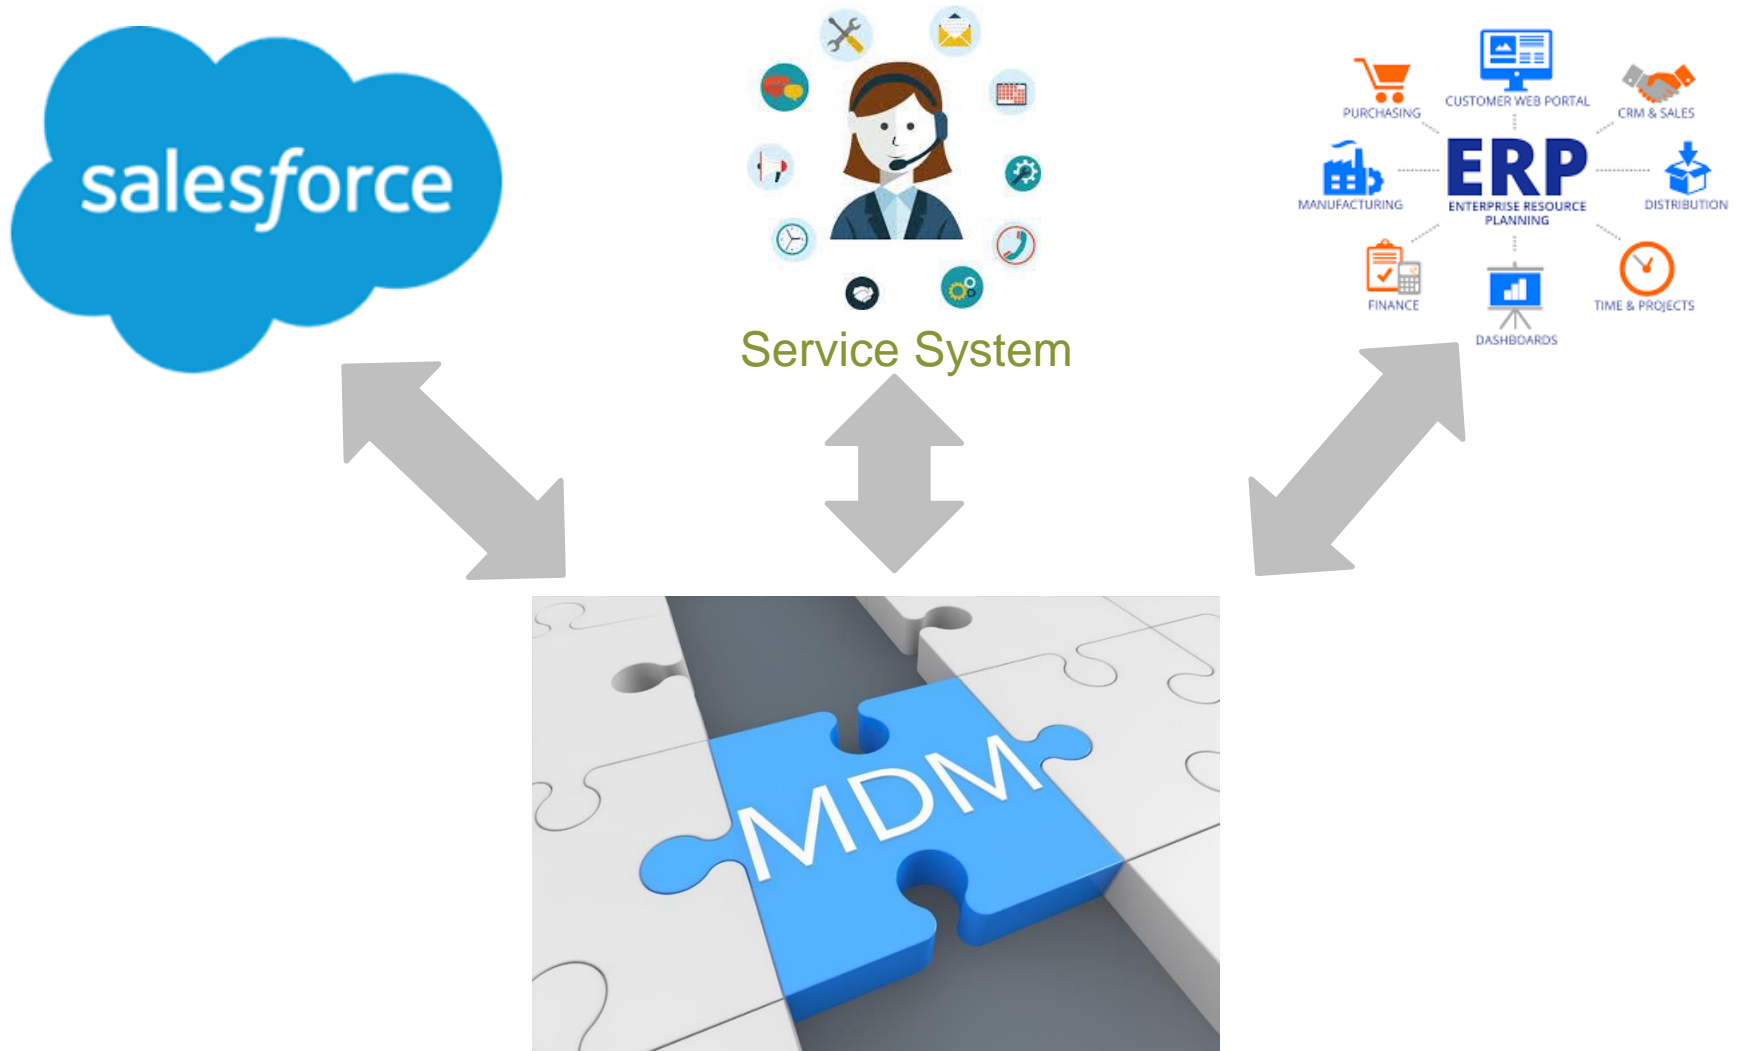 salesforce
Service System
PURCHASING
CUSTOMER WEB PORTAL
CRM & SALES
MANUFACTURING
ERP
ENTERPRISE RESOURCE
PLANNING
DISTRIBUTION
FINANCE
DASHBOARDS
TIME & PROJECTS
MDM